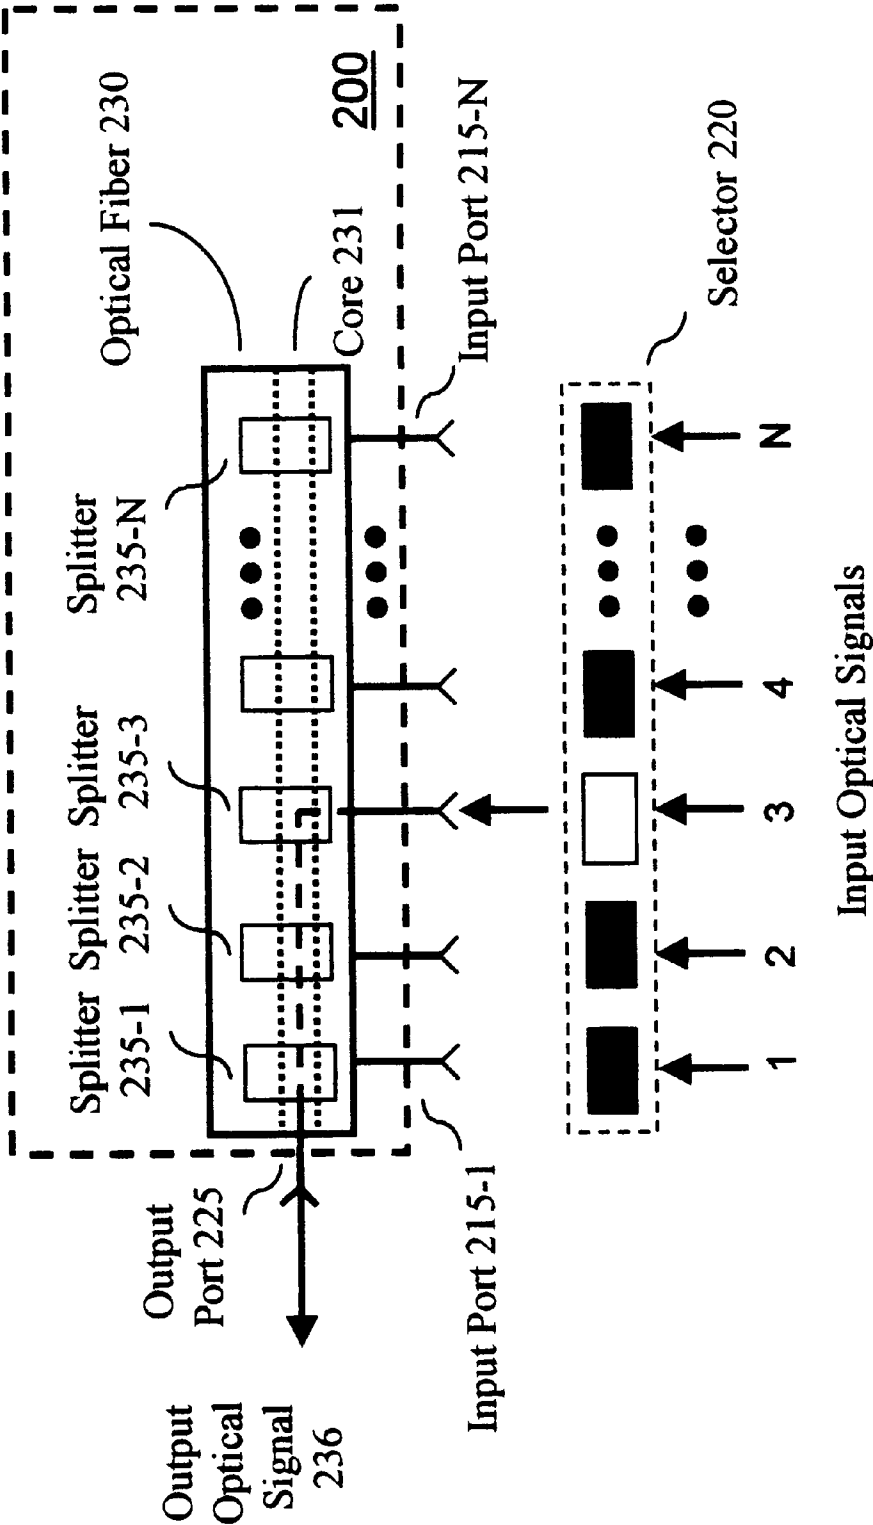 Optical Fiber 230
200
Core 231
Input Port 215-N
Selector 220
Splitter
235-N
Splitter
235-3
Splitter
235-2
Splitter
235-1
Output
Port 225
Output
Optical
Signal
236
Input Port 215-1
1
2
3
4
N
Input Optical Signals